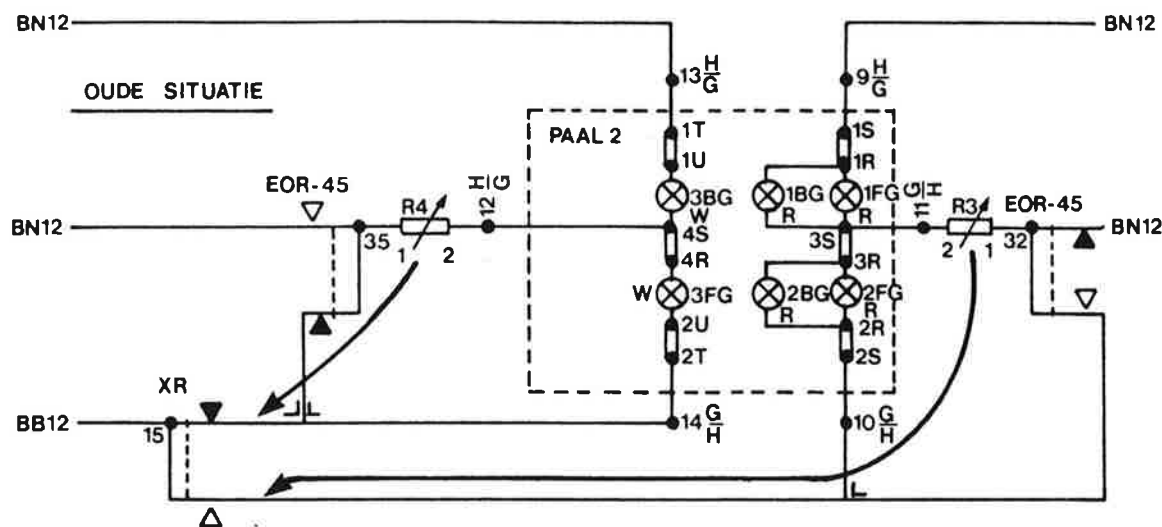 BN12
BN12
13 H/G
9 H/G
OUDE SITUATIE
PAAL 2
1T
1S
1U
1R
EOR-45
H/G
12
3BG
W
1BG
R
1FG
R
11 G/H
R3
EOR-45
R4
BN12
35
1
2
4S
3S
2
1
32
BN12
4R
3R
W
3FG
2BG
R
2FG
R
2U
2R
2T
2S
XR
BB12
15
14 G/H
10 G/H